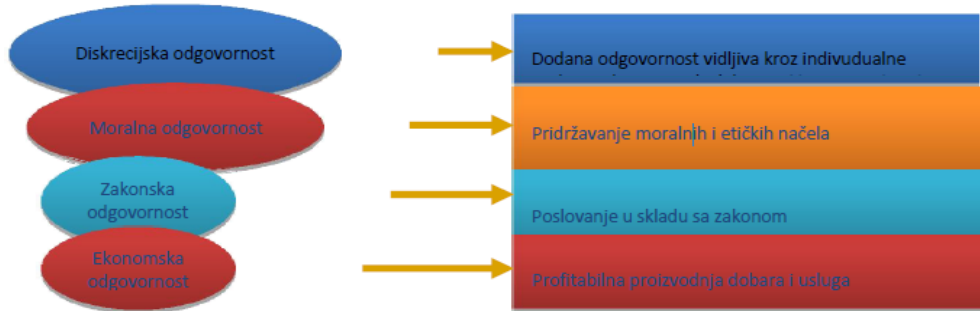 Diskrecijska odgovornost
Dodana odgovornost vidljiva kroz indivudualne
Moralna odgovornost
Pridržavanje moralnih i etičkih načela
Zakonska
odgovornost
Poslovanje u skladu sa zakonom
Ekonomska
odgovornost
Profitabilna proizvodnja dobara i usluga